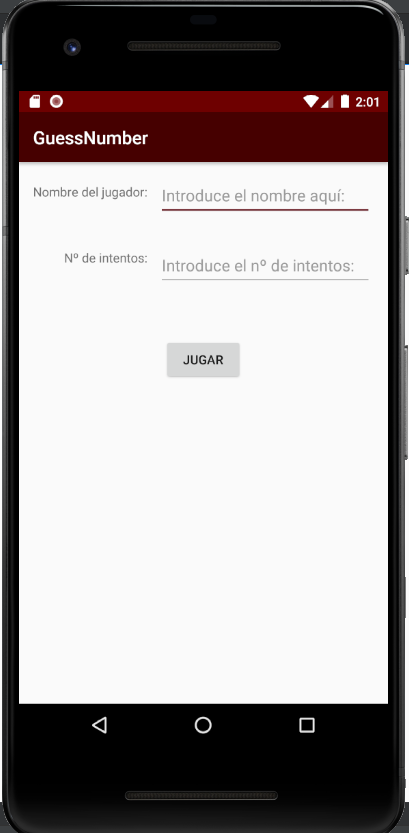 2:01
GuessNumber
Nombre del jugador: Introduce el nombre aquí:
Nº de intentos: Introduce el nº de intentos:
JUGAR